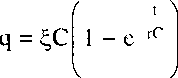 q = ξC(1 − e^{−t/rC})